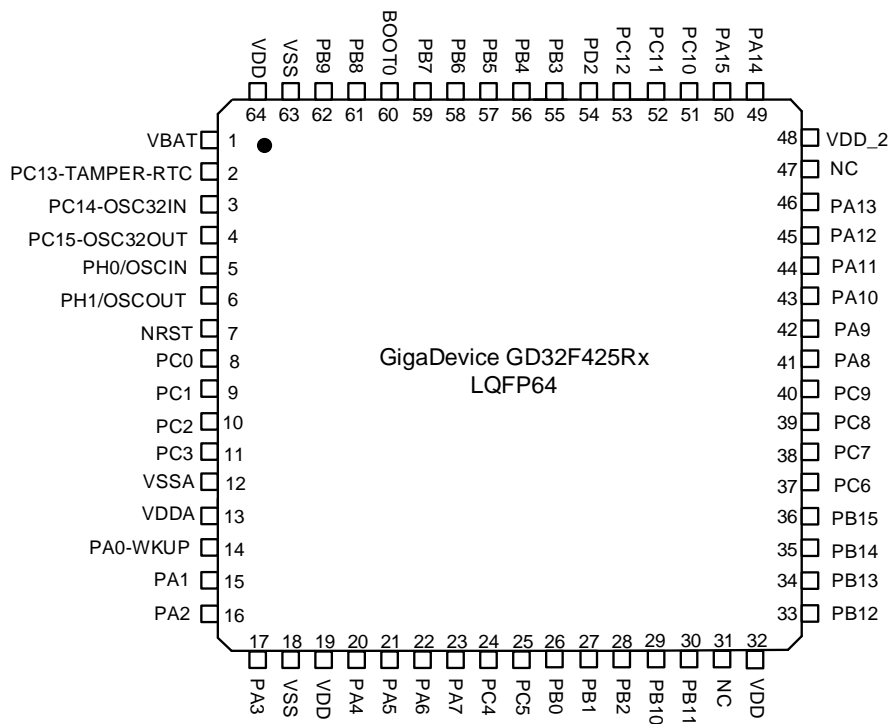 VDD VSS PB9 PB8 BOOT0 PB7 PB6 PB5 PB4 PB3 PD2 PC12 PC11 PC10 PA15 PA14
64 63 62 61 60 59 58 57 56 55 54 53 52 51 50 49
VBAT 1
PC13-TAMPER-RTC 2
PC14-OSC32IN 3
PC15-OSC32OUT 4
PH0/OSCIN 5
PH1/OSCOUT 6
NRST 7
PC0 8
PC1 9
PC2 10
PC3 11
VSSA 12
VDDA 13
PA0-WKUP 14
PA1 15
PA2 16
GigaDevice GD32F425Rx
LQFP64
48 VDD_2
47 NC
46 PA13
45 PA12
44 PA11
43 PA10
42 PA9
41 PA8
40 PC9
39 PC8
38 PC7
37 PC6
36 PB15
35 PB14
34 PB13
33 PB12
17 18 19 20 21 22 23 24 25 26 27 28 29 30 31 32
PA3 VSS VDD PA4 PA5 PA6 PA7 PC4 PC5 PB0 PB1 PB2 PB10 PB11 NC VDD